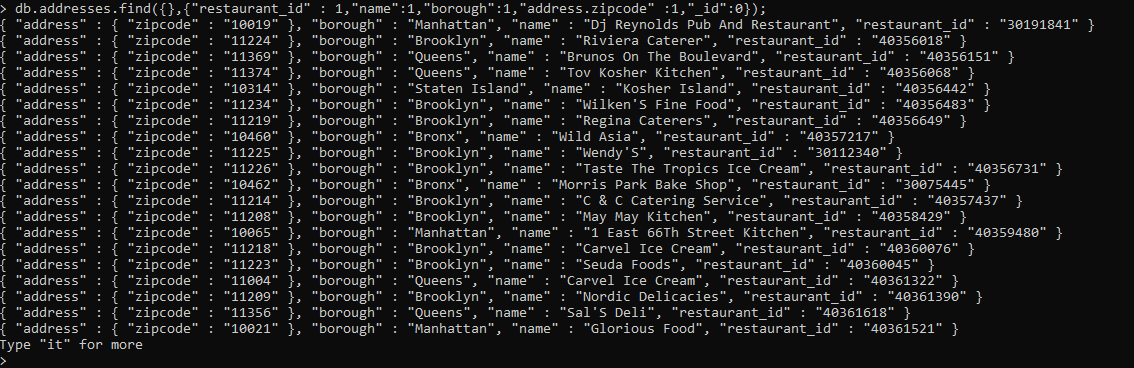 > db.addresses.find({},{"restaurant_id" : 1,"name":1,"borough":1,"address.zipcode" :1,"_id":0});
{ "address" : { "zipcode" : "10019" }, "borough" : "Manhattan", "name" : "Dj Reynolds Pub And Restaurant", "restaurant_id" : "30191841" }
{ "address" : { "zipcode" : "11224" }, "borough" : "Brooklyn", "name" : "Riviera Caterer", "restaurant_id" : "40356018" }
{ "address" : { "zipcode" : "11369" }, "borough" : "Queens", "name" : "Brunos On The Boulevard", "restaurant_id" : "40356151" }
{ "address" : { "zipcode" : "11374" }, "borough" : "Queens", "name" : "Tov Kosher Kitchen", "restaurant_id" : "40356068" }
{ "address" : { "zipcode" : "10314" }, "borough" : "Staten Island", "name" : "Kosher Island", "restaurant_id" : "40356442" }
{ "address" : { "zipcode" : "11234" }, "borough" : "Brooklyn", "name" : "Wilken'S Fine Food", "restaurant_id" : "40356483" }
{ "address" : { "zipcode" : "11219" }, "borough" : "Brooklyn", "name" : "Regina Caterers", "restaurant_id" : "40356649" }
{ "address" : { "zipcode" : "10460" }, "borough" : "Bronx", "name" : "Wild Asia", "restaurant_id" : "40357217" }
{ "address" : { "zipcode" : "11225" }, "borough" : "Brooklyn", "name" : "Wendy'S", "restaurant_id" : "30112340" }
{ "address" : { "zipcode" : "11226" }, "borough" : "Brooklyn", "name" : "Taste The Tropics Ice Cream", "restaurant_id" : "40356731" }
{ "address" : { "zipcode" : "10462" }, "borough" : "Bronx", "name" : "Morris Park Bake Shop", "restaurant_id" : "30075445" }
{ "address" : { "zipcode" : "11214" }, "borough" : "Brooklyn", "name" : "C & C Catering Service", "restaurant_id" : "40357437" }
{ "address" : { "zipcode" : "11208" }, "borough" : "Brooklyn", "name" : "May May Kitchen", "restaurant_id" : "40358429" }
{ "address" : { "zipcode" : "10065" }, "borough" : "Manhattan", "name" : "1 East 66Th Street Kitchen", "restaurant_id" : "40359480" }
{ "address" : { "zipcode" : "11218" }, "borough" : "Brooklyn", "name" : "Carvel Ice Cream", "restaurant_id" : "40360076" }
{ "address" : { "zipcode" : "11223" }, "borough" : "Brooklyn", "name" : "Seuda Foods", "restaurant_id" : "40360045" }
{ "address" : { "zipcode" : "11004" }, "borough" : "Queens", "name" : "Carvel Ice Cream", "restaurant_id" : "40361322" }
{ "address" : { "zipcode" : "11209" }, "borough" : "Brooklyn", "name" : "Nordic Delicacies", "restaurant_id" : "40361390" }
{ "address" : { "zipcode" : "11356" }, "borough" : "Queens", "name" : "Sal'S Deli", "restaurant_id" : "40361618" }
{ "address" : { "zipcode" : "10021" }, "borough" : "Manhattan", "name" : "Glorious Food", "restaurant_id" : "40361521" }
Type "it" for more
>